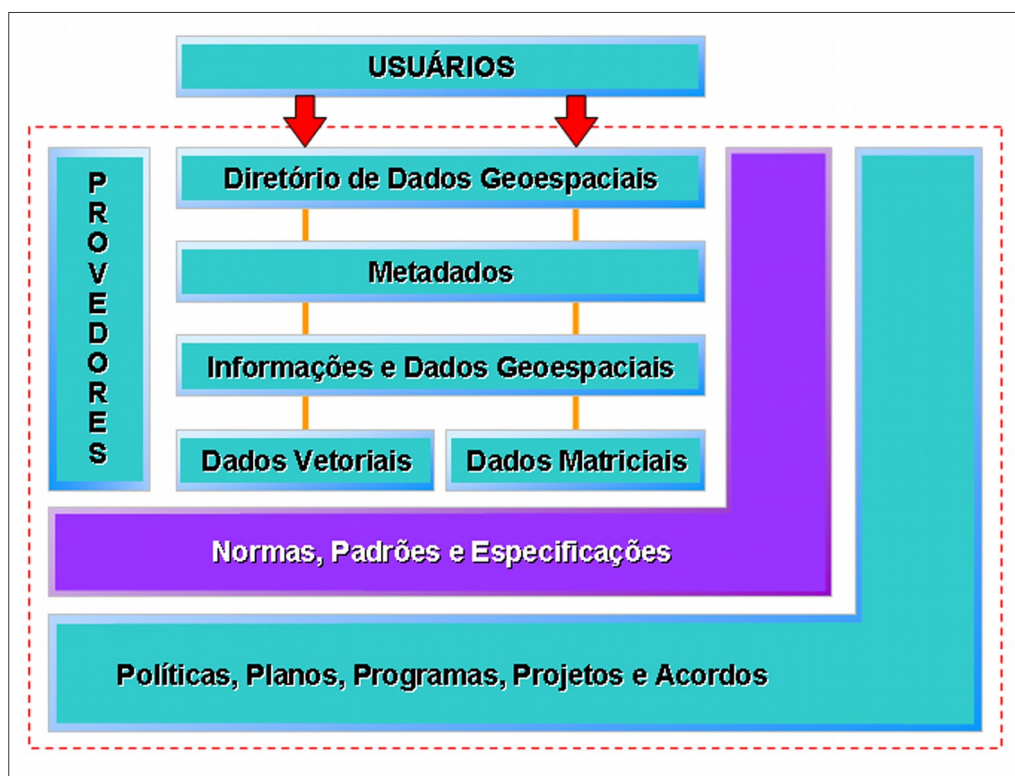 USUÁRIOS
PROVEDORES
Diretório de Dados Geoespaciais
Metadados
Informações e Dados Geoespaciais
Dados Vetoriais
Dados Matriciais
Normas, Padrões e Especificações
Políticas, Planos, Programas, Projetos e Acordos